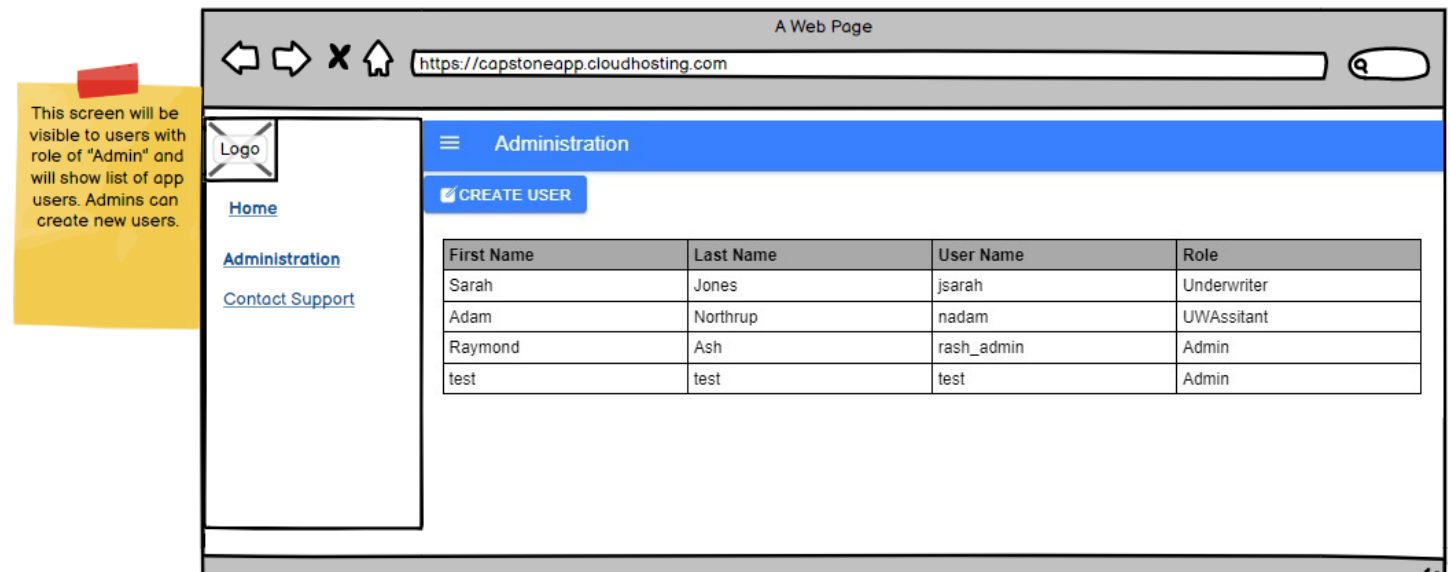 A Web Page
https://capstoneapp.cloudhosting.com
This screen will be
visible to users with
role of "Admin" and
will show list of app
users. Admins can
create new users.
Logo
Home
Administration
Contact Support
Administration
CREATE USER
First Name Last Name User Name Role
Sarah Jones jsarah Underwriter
Adam Northrup nadam UWAssitant
Raymond Ash rash_admin Admin
test test test Admin